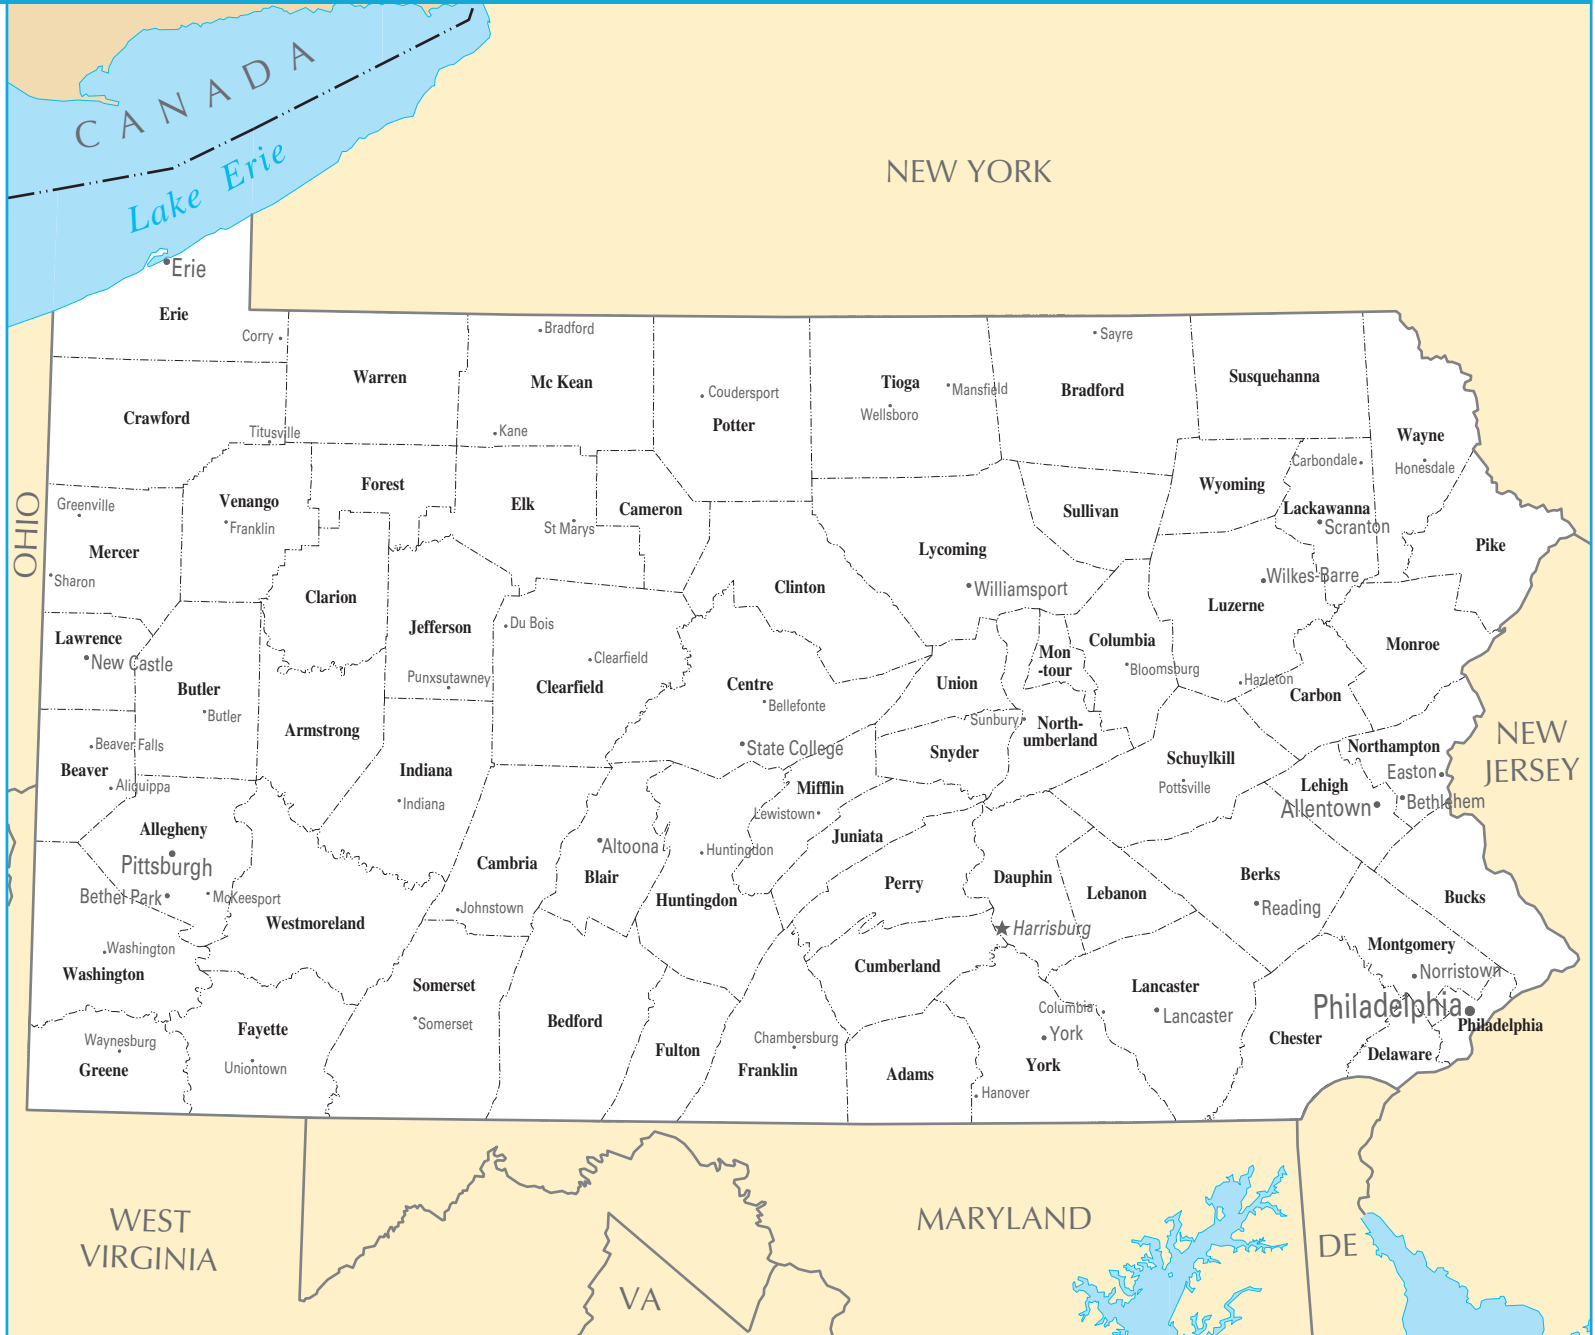 CANADA
Lake Erie
NEW YORK
Erie
Erie
Corry
Bradford
Sayre
Warren
Mc Kean
Tioga
Susquehanna
Coudersport
Mansfield
Bradford
Crawford
Potter
Wellsboro
Titusville
Kane
Wayne
Carbondale
Honesdale
Forest
Wyoming
Venango
Elk
Cameron
Sullivan
Lackawanna
Greenville
Franklin
St Marys
Scranton
OHIO
Mercer
Lycoming
Pike
Sharon
Clarion
Clinton
Williamsport
Wilkes-Barre
Luzerne
Jefferson
Du Bois
Lawrence
Columbia
Monroe
New Castle
Clearfield
Mon
-tour
Bloomsburg
Punxsutawney
Clearfield
Centre
Union
Hazleton
Butler
Bellefonte
Carbon
Butler
Sunbury
North-
umberland
Armstrong
NEW
JERSEY
Beaver Falls
State College
Snyder
Northampton
Beaver
Indiana
Schuylkill
Easton
Aliquippa
Mifflin
Pottsville
Lehigh
Indiana
Lewistown
Allentown
Bethlehem
Allegheny
Juniata
Pittsburgh
Altoona
Huntingdon
Cambria
Blair
Perry
Dauphin
Berks
Bethel Park
McKeesport
Huntingdon
Lebanon
Bucks
Johnstown
Reading
Westmoreland
Harrisburg
Washington
Montgomery
Washington
Cumberland
Norristown
Somerset
Lancaster
Columbia
Philadelphia
Somerset
Bedford
Lancaster
Philadelphia
Fayette
York
Waynesburg
Chambersburg
Chester
Fulton
Delaware
Greene
Uniontown
Franklin
Adams
York
Hanover
WEST
VIRGINIA
MARYLAND
DE
VA